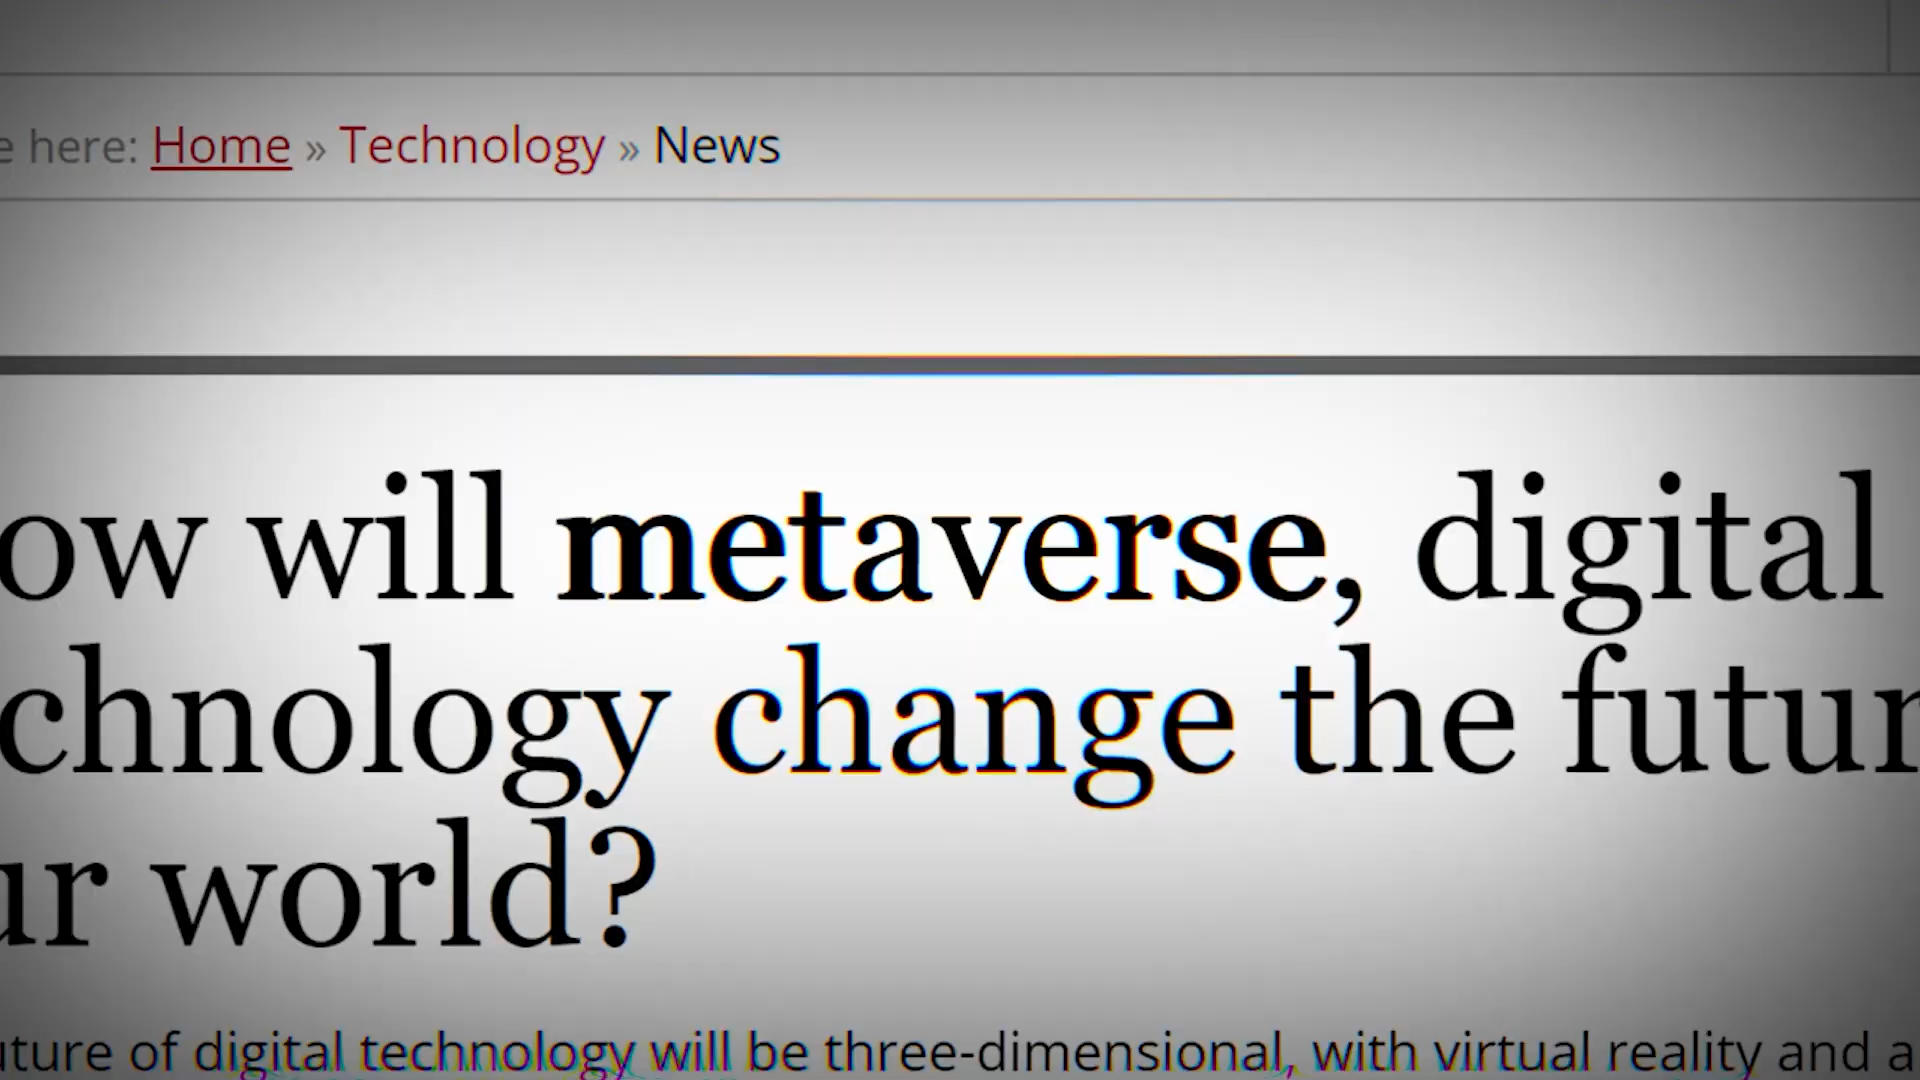 e here: Home » Technology » News
ow will metaverse, digital
chnology change the futur
ur world?
uture of digital technology will be three-dimensional, with virtual reality and a